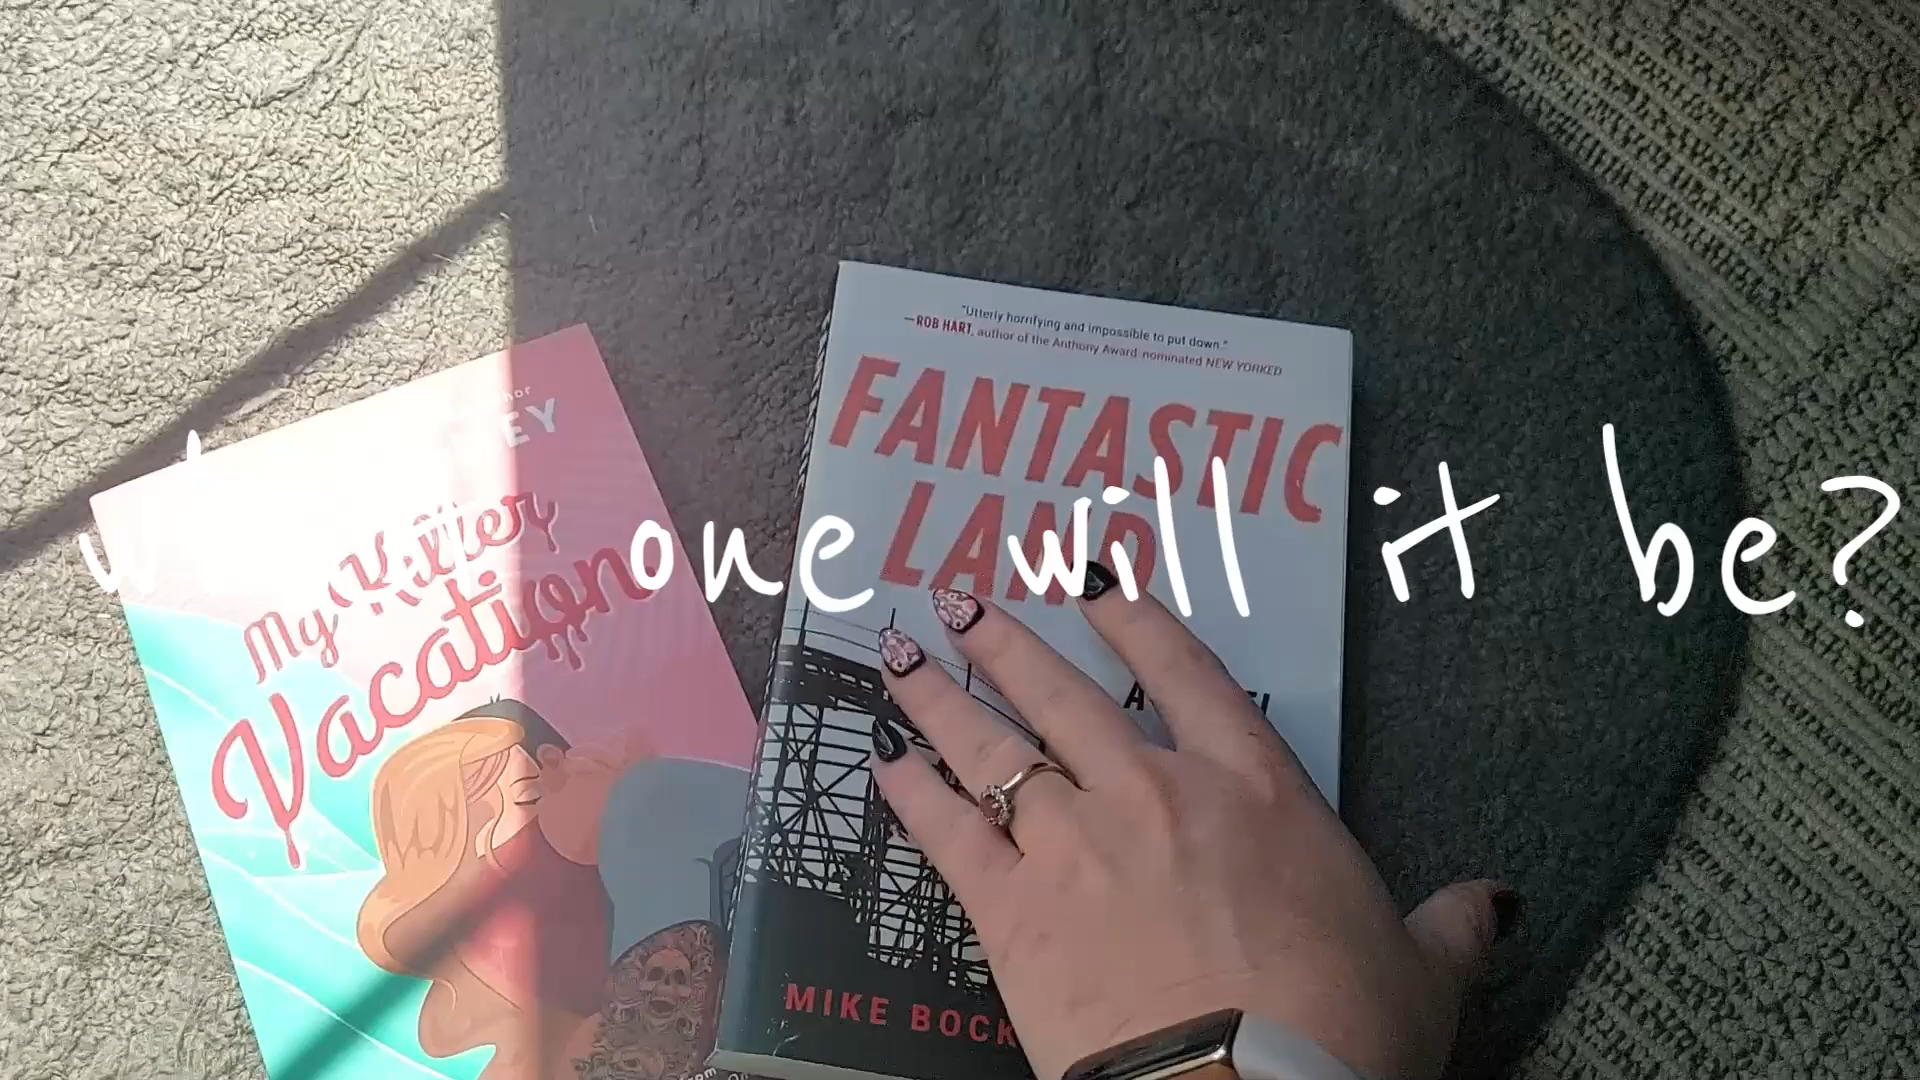 "Utterly horrifying and impossible to put down."
—ROB HART, author of the Anthony Award-nominated NEW YORKED
FANTASTIC
LAND
one will it be?
My Killer
Vacation
MIKE BOCK
from